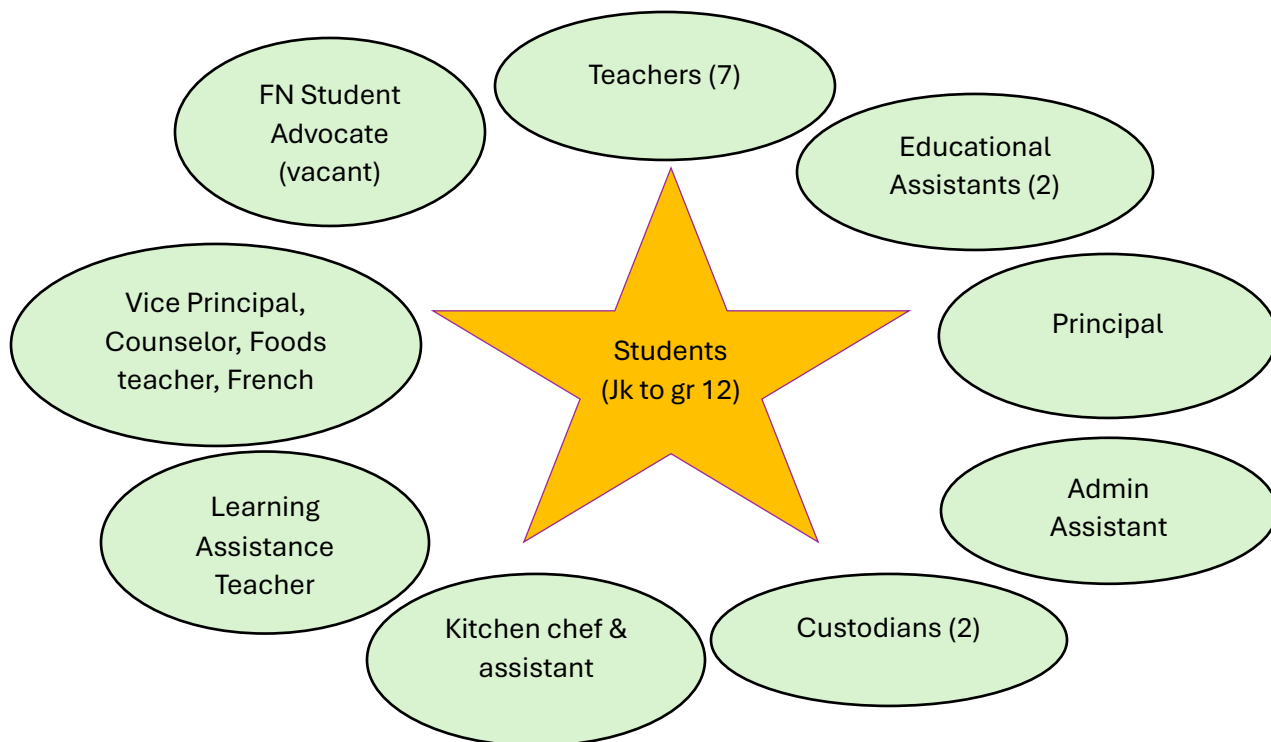 Teachers (7)
FN Student
Advocate
(vacant)
Educational
Assistants (2)
Vice Principal,
Counselor, Foods
teacher, French
Students
(Jk to gr 12)
Principal
Learning
Assistance
Teacher
Admin
Assistant
Kitchen chef &
assistant
Custodians (2)